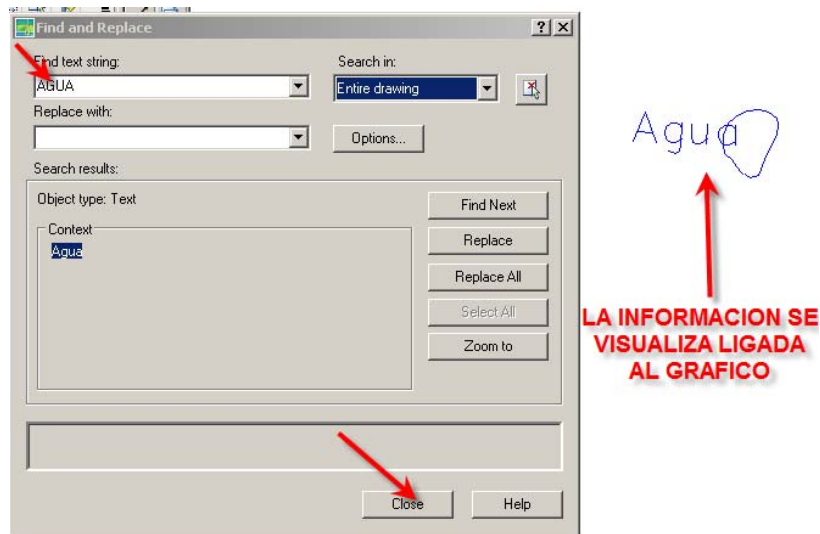 Find and Replace
Find text string:
Search in:
AGUA
Entire drawing
Replace with:
Options...
Search results:
Object type: Text
Context
Agua
Find Next
Replace
Replace All
Select All
Zoom to
Close
Help
Agua
LA INFORMACION SE
VISUALIZA LIGADA
AL GRAFICO